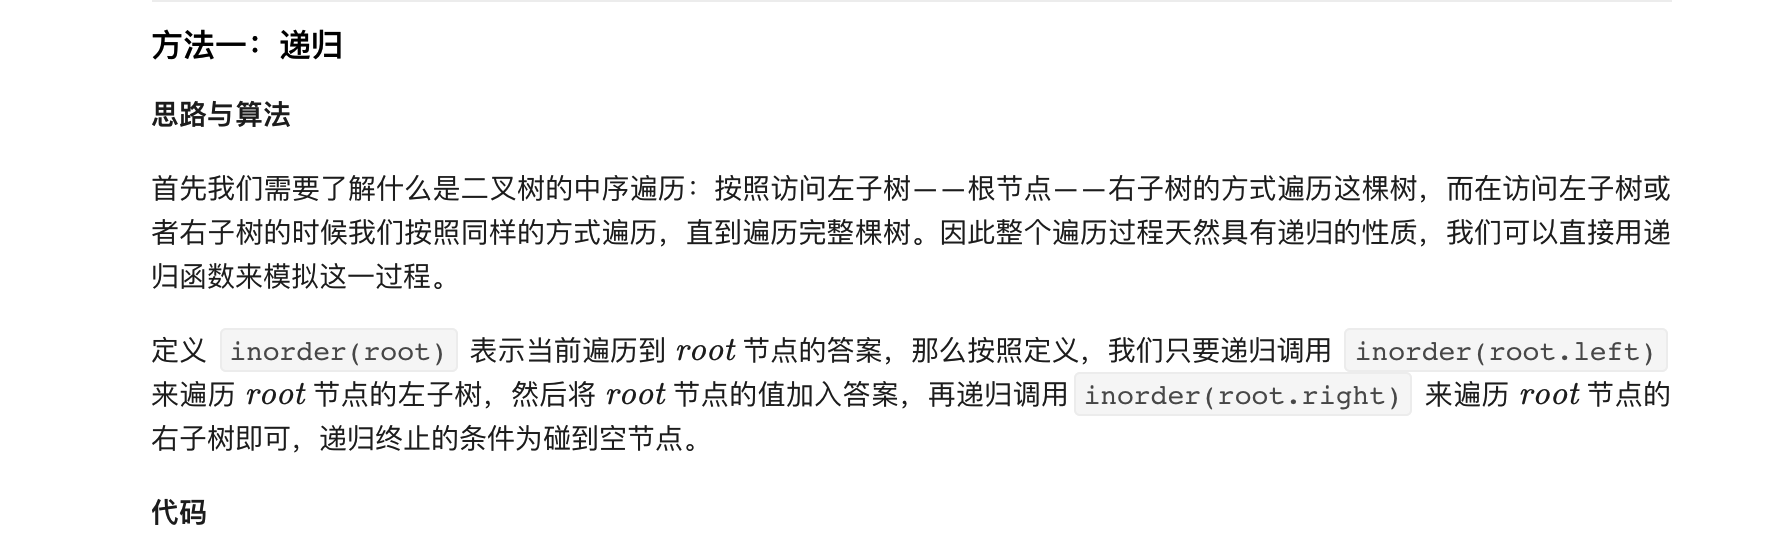 方法一：递归
思路与算法
首先我们需要了解什么是二叉树的中序遍历：按照访问左子树——根节点——右子树的方式遍历这棵树，而在访问左子树或
者右子树的时候我们按照同样的方式遍历，直到遍历完整棵树。因此整个遍历过程天然具有递归的性质，我们可以直接用递
归函数来模拟这一过程。
定义 inorder(root) 表示当前遍历到 root 节点的答案，那么按照定义，我们只要递归调用 inorder(root.left)
来遍历 root 节点的左子树，然后将 root 节点的值加入答案，再递归调用 inorder(root.right) 来遍历 root 节点的
右子树即可，递归终止的条件为碰到空节点。
代码